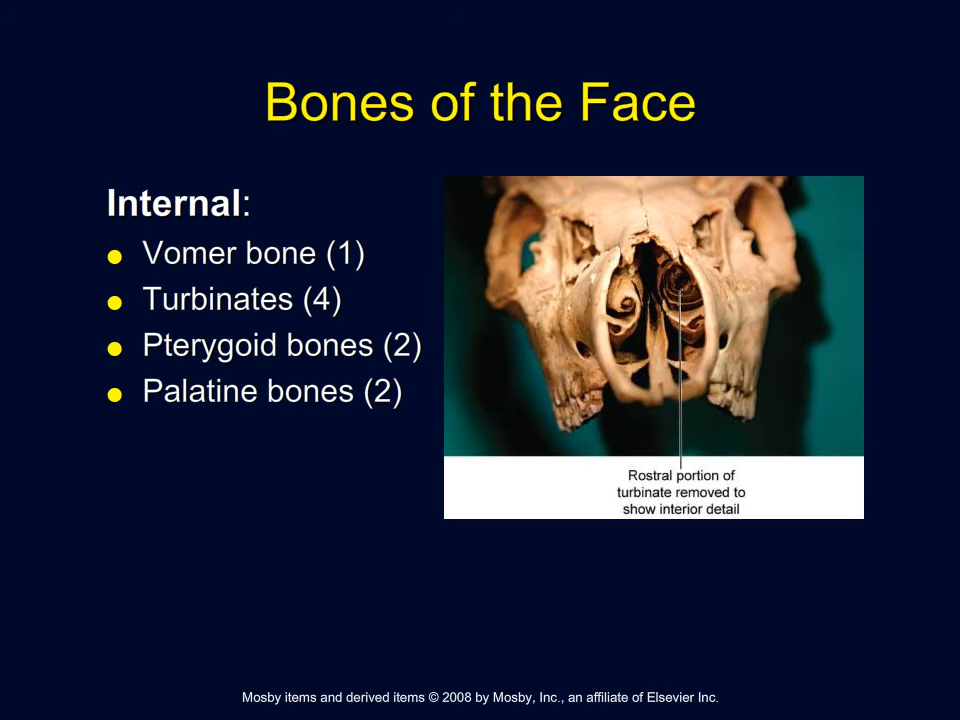 Bones of the Face
Internal:
● Vomer bone (1)
● Turbinates (4)
● Pterygoid bones (2)
● Palatine bones (2)
Rostral portion of
turbinate removed to
show interior detail
Mosby items and derived items © 2008 by Mosby, Inc., an affiliate of Elsevier Inc.